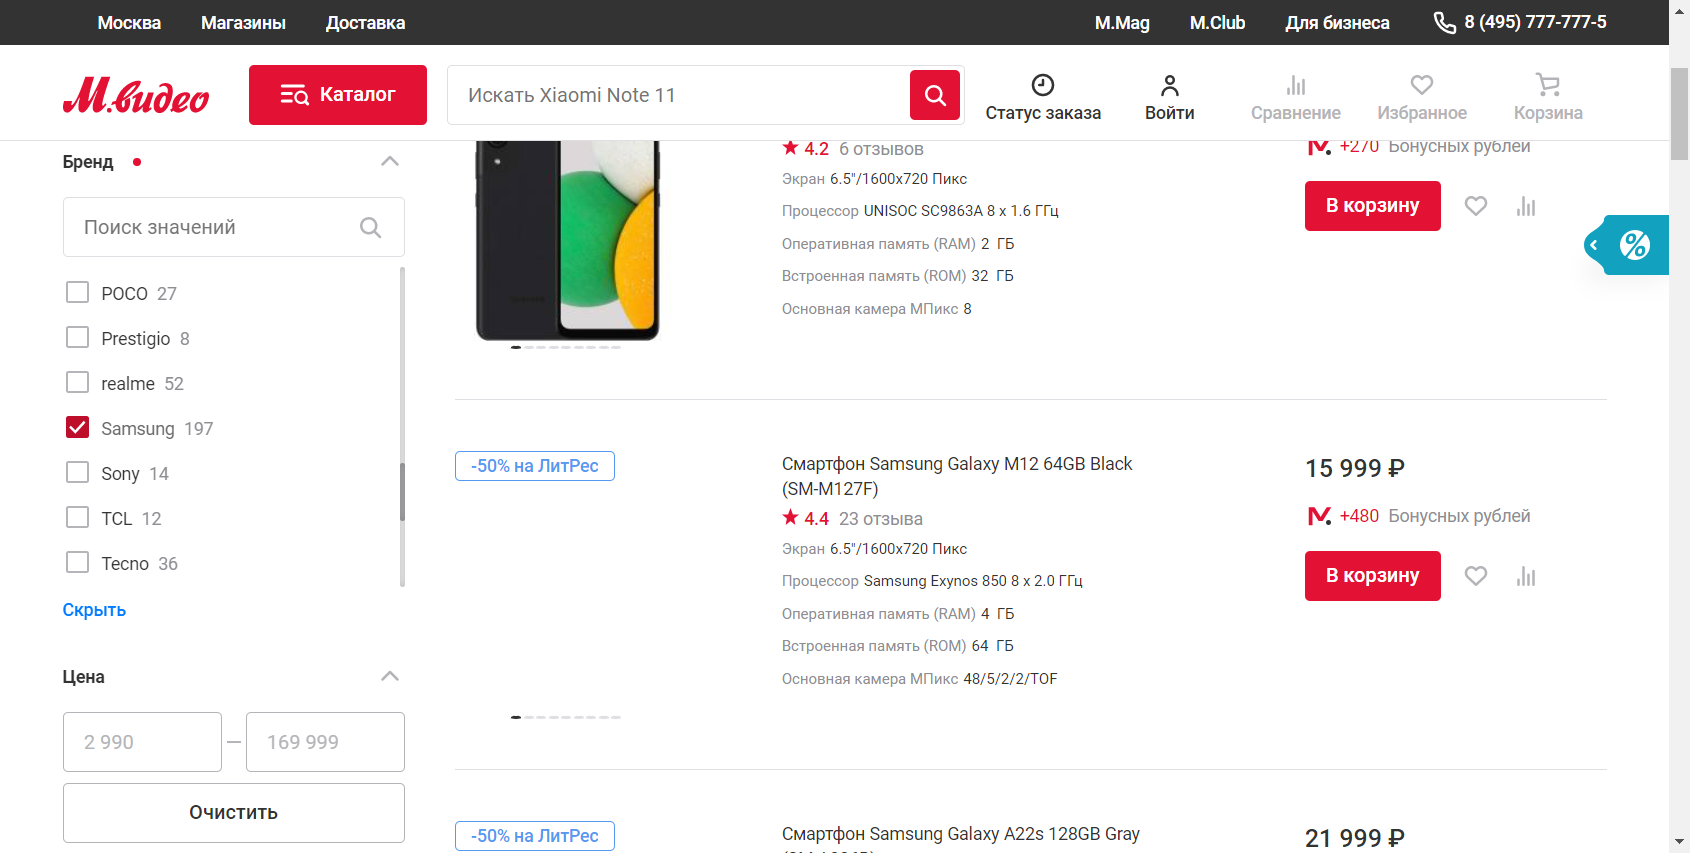 Москва Магазины Доставка M.Mag M.Club Для бизнеса 8 (495) 777-777-5
М.видео Каталог Искать Xiaomi Note 11 Статус заказа Войти Сравнение Избранное Корзина
Бренд
Поиск значений
POCO 27
Prestigio 8
realme 52
Samsung 197
Sony 14
TCL 12
Tecno 36
Скрыть
Цена
2 990 — 169 999
Очистить
4.2 6 отзывов
Экран 6.5"/1600x720 Пикс
Процессор UNISOC SC9863A 8 x 1.6 ГГц
Оперативная память (RAM) 2 ГБ
Встроенная память (ROM) 32 ГБ
Основная камера МПикс 8
+270 Бонусных рублей
В корзину
%
-50% на ЛитРес
Смартфон Samsung Galaxy M12 64GB Black
(SM-M127F)
4.4 23 отзыва
Экран 6.5"/1600x720 Пикс
Процессор Samsung Exynos 850 8 x 2.0 ГГц
Оперативная память (RAM) 4 ГБ
Встроенная память (ROM) 64 ГБ
Основная камера МПикс 48/5/2/2/TOF
15 999 ₽
+480 Бонусных рублей
В корзину
-50% на ЛитРес
Смартфон Samsung Galaxy A22s 128GB Gray
21 999 ₽